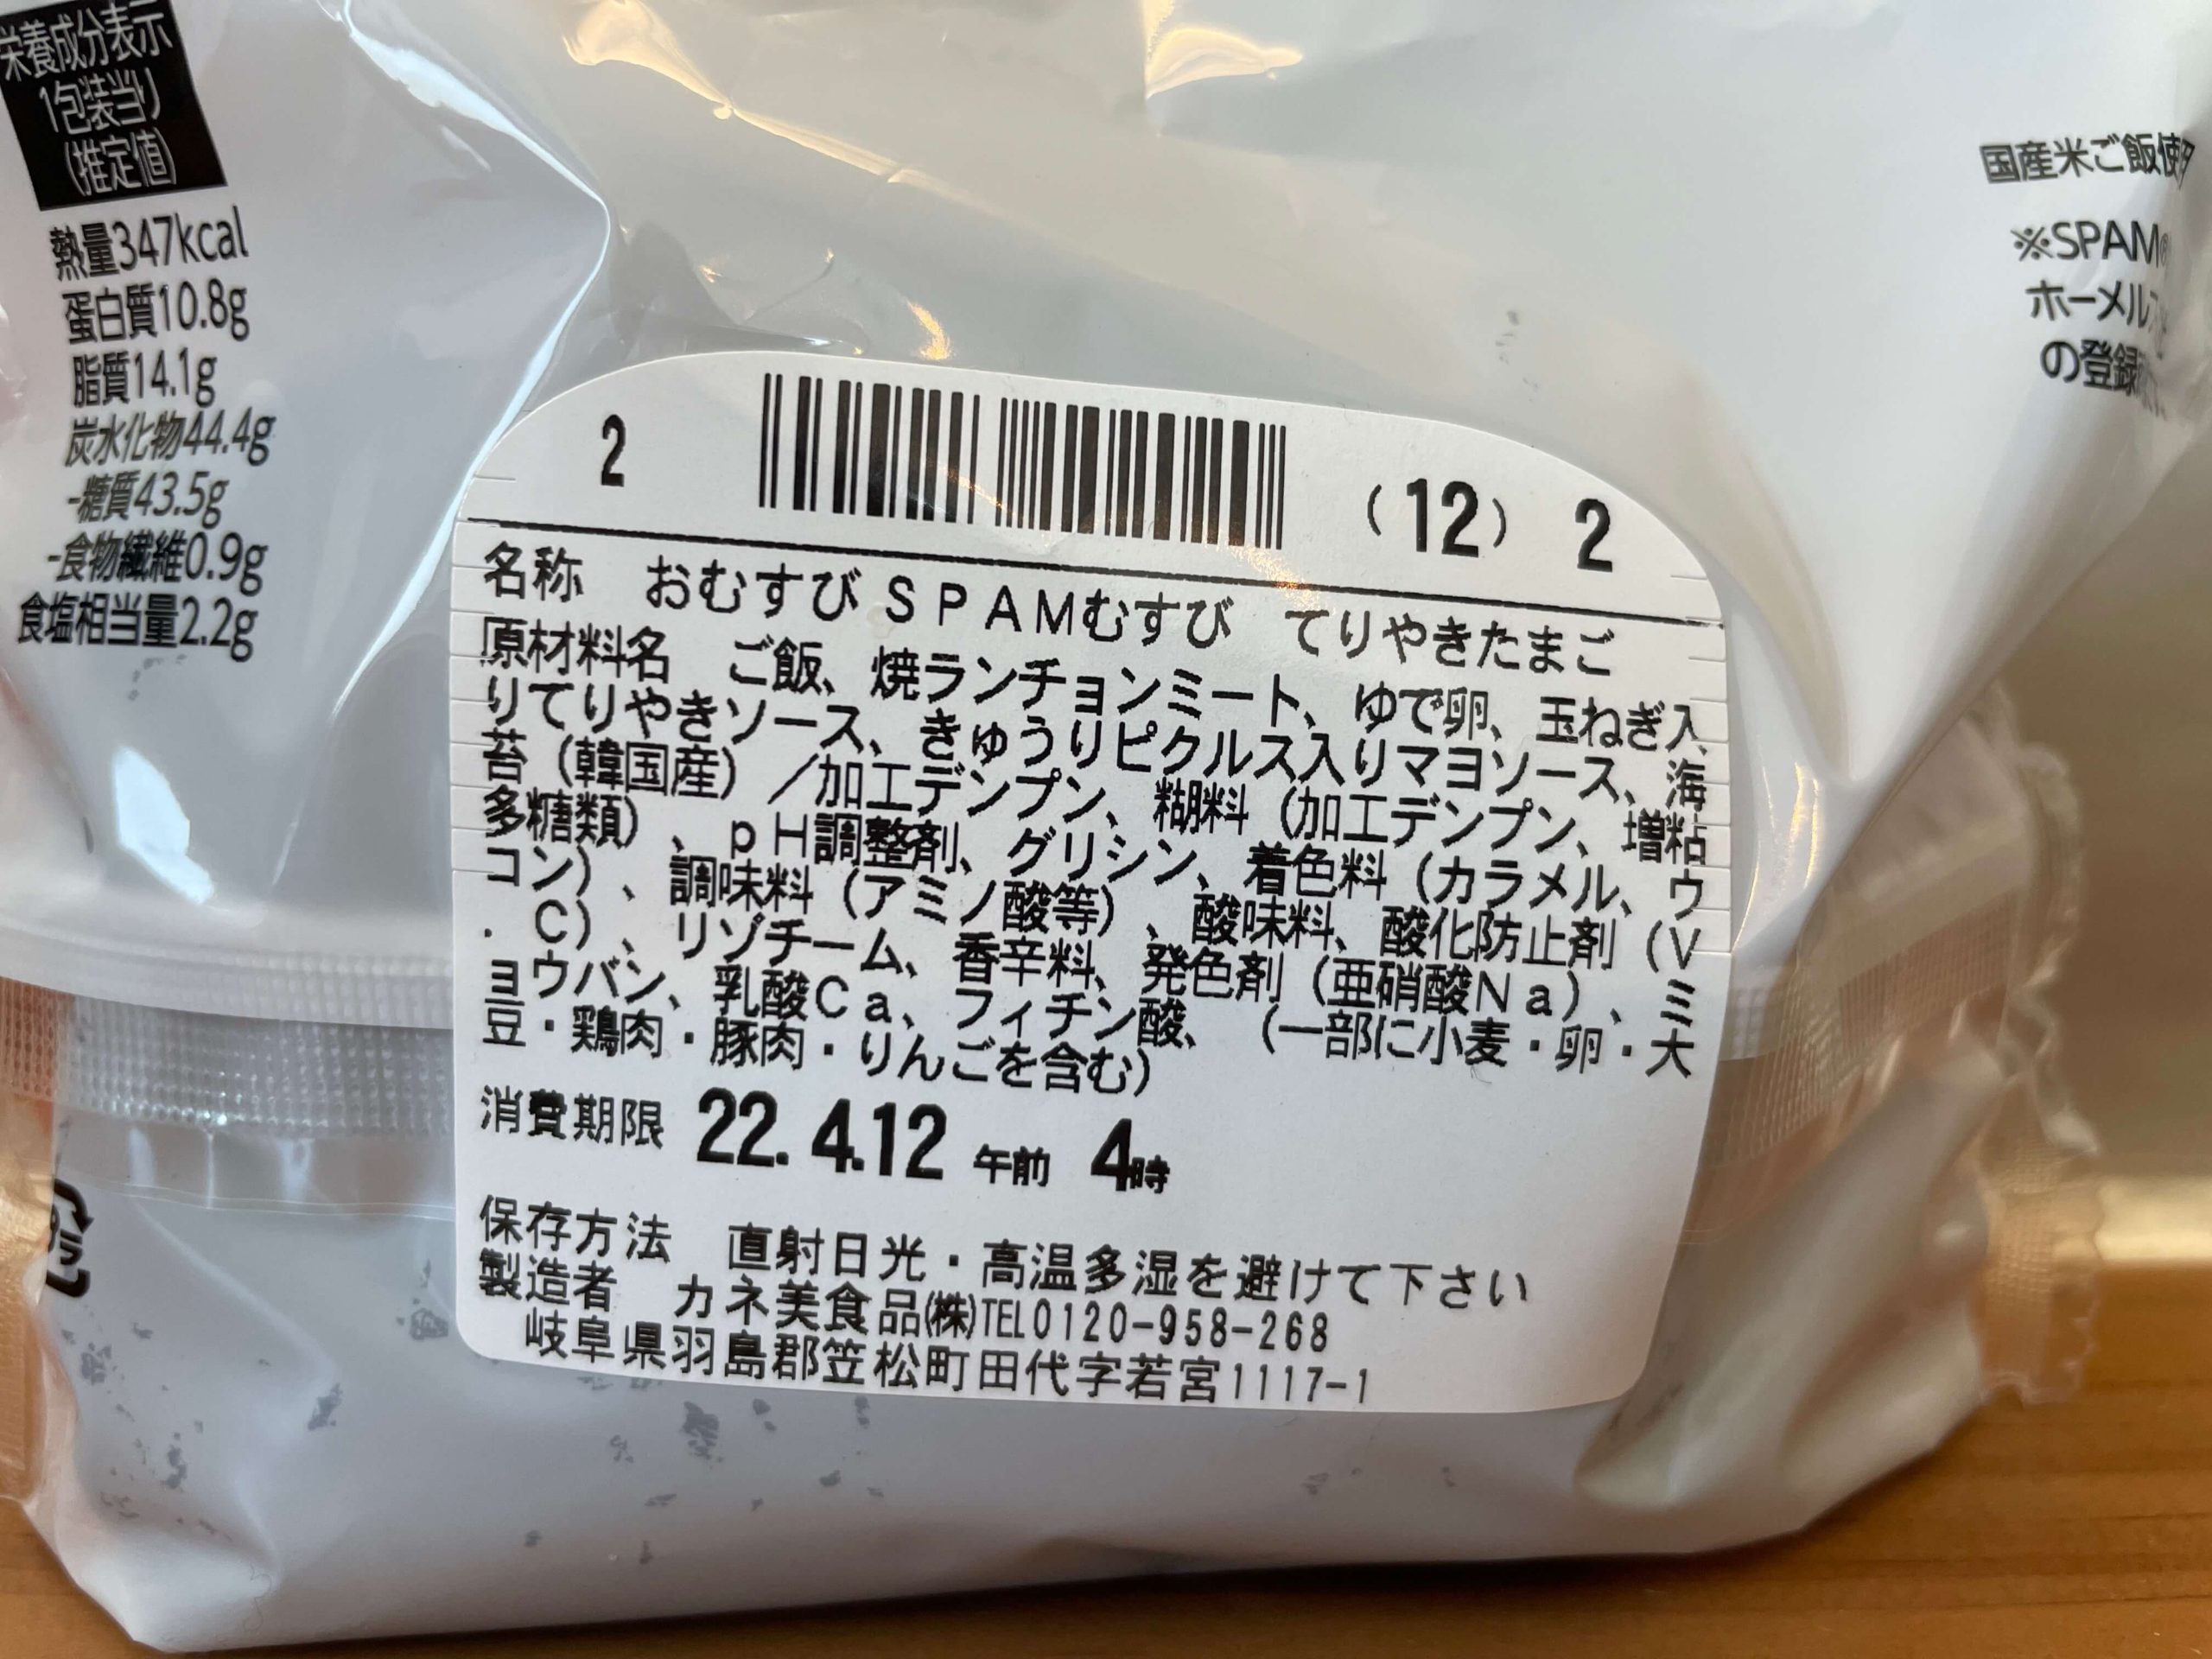 栄養成分表示
1包装当り
(推定値)
熱量347kcal
蛋白質10.8g
脂質14.1g
炭水化物44.4g
-糖質43.5g
-食物繊維0.9g
食塩相当量2.2g
国産米ご飯使用
※SPAM®
ホーメルフ
の登録
2 (12) 2
名称 おむすびSPAMむすび てりやきたまご
原材料名 ご飯、焼ランチョンミート、ゆで卵、玉ねぎ入
りてりやきソース、きゅうりピクルス入りマヨソース、海
苔（韓国産）／加工デンプン、糊料（加工デンプン、増粘
多糖類）、pH調整剤、グリシン、着色料（カラメル、ウ
コン）、調味料（アミノ酸等）、酸味料、酸化防止剤（V
．C）、リゾチーム、香辛料、発色剤（亜硝酸Na）、ミ
ョウバン、乳酸Ca、フィチン酸、（一部に小麦・卵・大
豆・鶏肉・豚肉・りんごを含む）
消費期限 22.4.12 午前 4時
保存方法 直射日光・高温多湿を避けて下さい
製造者 カネ美食品(株)TEL0120-958-268
岐阜県羽島郡笠松町田代字若宮1117-1
プラ